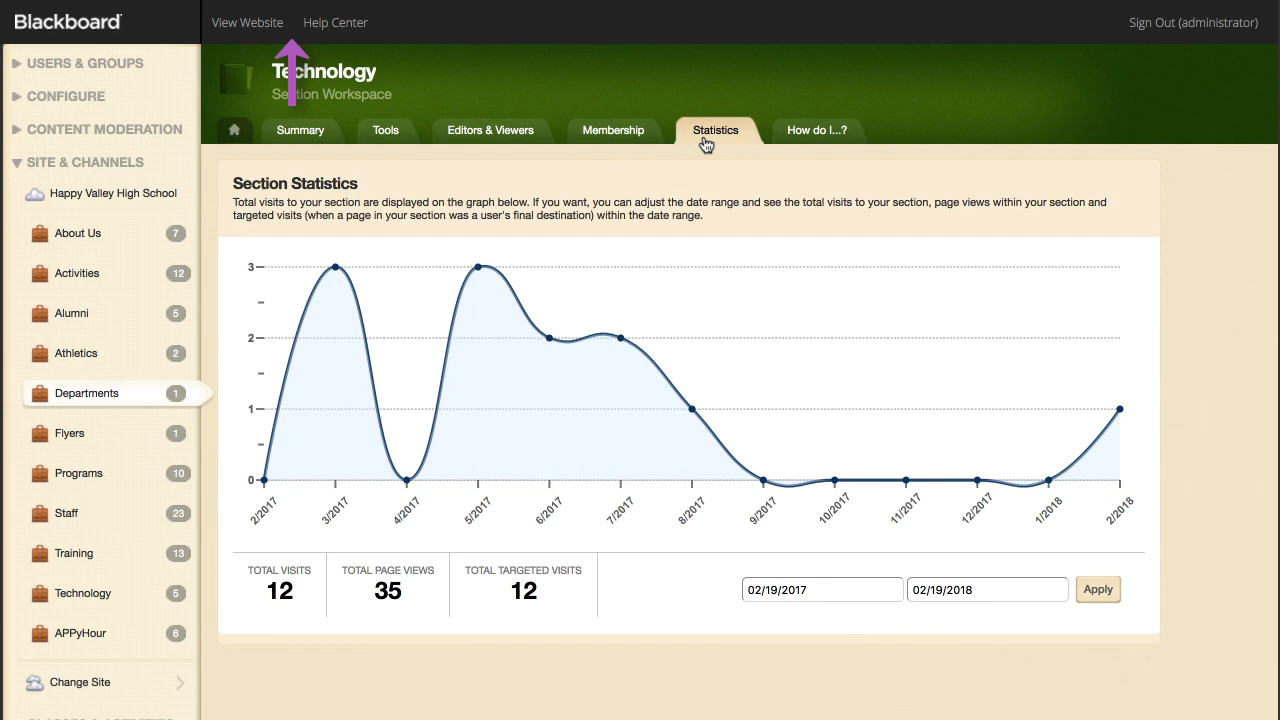 Blackboard
View Website Help Center Sign Out (administrator)
USERS & GROUPS
CONFIGURE
CONTENT MODERATION
SITE & CHANNELS
Happy Valley High School
About Us 7
Activities 12
Alumni 5
Athletics 2
Departments 1
Flyers 1
Programs 10
Staff 23
Training 13
Technology 5
APPyHour 6
Change Site
Technology
Section Workspace
Summary Tools Editors & Viewers Membership Statistics How do I...?
Section Statistics
Total visits to your section are displayed on the graph below. If you want, you can adjust the date range and see the total visits to your section, page views within your section and
targeted visits (when a page in your section was a user's final destination) within the date range.
3
2
1
0
2/2017 3/2017 4/2017 5/2017 6/2017 7/2017 8/2017 9/2017 10/2017 11/2017 12/2017 1/2018 2/2018
TOTAL VISITS TOTAL PAGE VIEWS TOTAL TARGETED VISITS
12 35 12
02/19/2017 02/19/2018 Apply